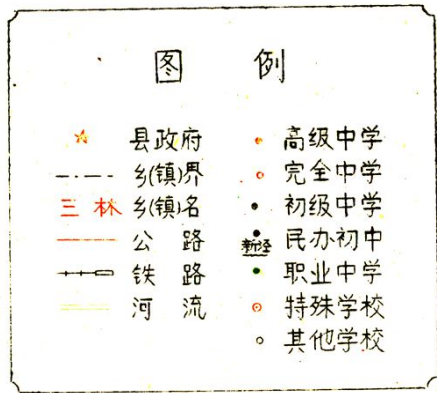 图 例
县政府
乡(镇)界
三林 乡(镇)名
公 路
铁 路
河 流
高级中学
完全中学
初级中学
新泾 民办初中
职业中学
特殊学校
其他学校